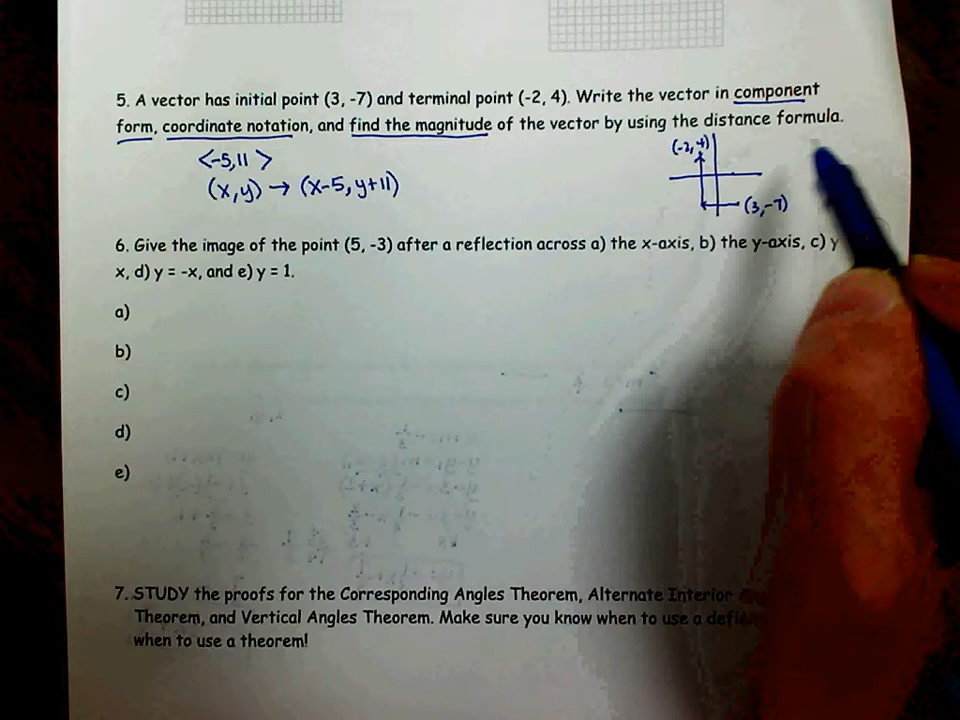 5. A vector has initial point (3, -7) and terminal point (-2, 4). Write the vector in component
form, coordinate notation, and find the magnitude of the vector by using the distance formula.
<-5,11>
(x,y) → (x-5, y+11)
(-2,4)
(3,-7)
6. Give the image of the point (5, -3) after a reflection across a) the x-axis, b) the y-axis, c) y
x, d) y = -x, and e) y = 1.
a)
b)
c)
d)
e)
7. STUDY the proofs for the Corresponding Angles Theorem, Alternate Interior
Theorem, and Vertical Angles Theorem. Make sure you know when to use a
when to use a theorem!